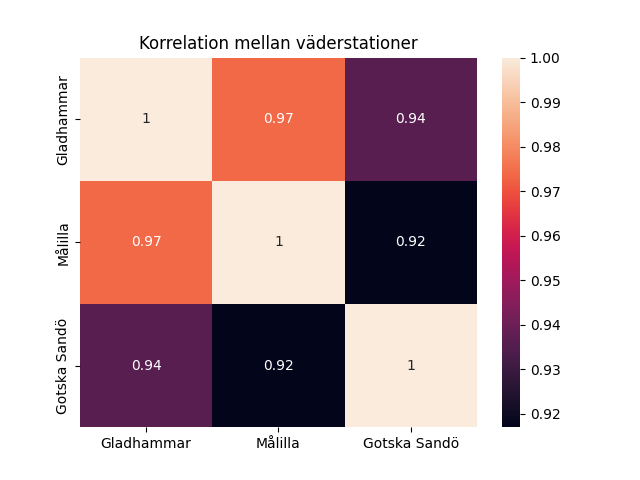 Korrelation mellan väderstationer
Gladhammar
1
0.97
0.94
Målilla
0.97
1
0.92
Gotska Sandö
0.94
0.92
1
Gladhammar
Målilla
Gotska Sandö
1.00
0.99
0.98
0.97
0.96
0.95
0.94
0.93
0.92